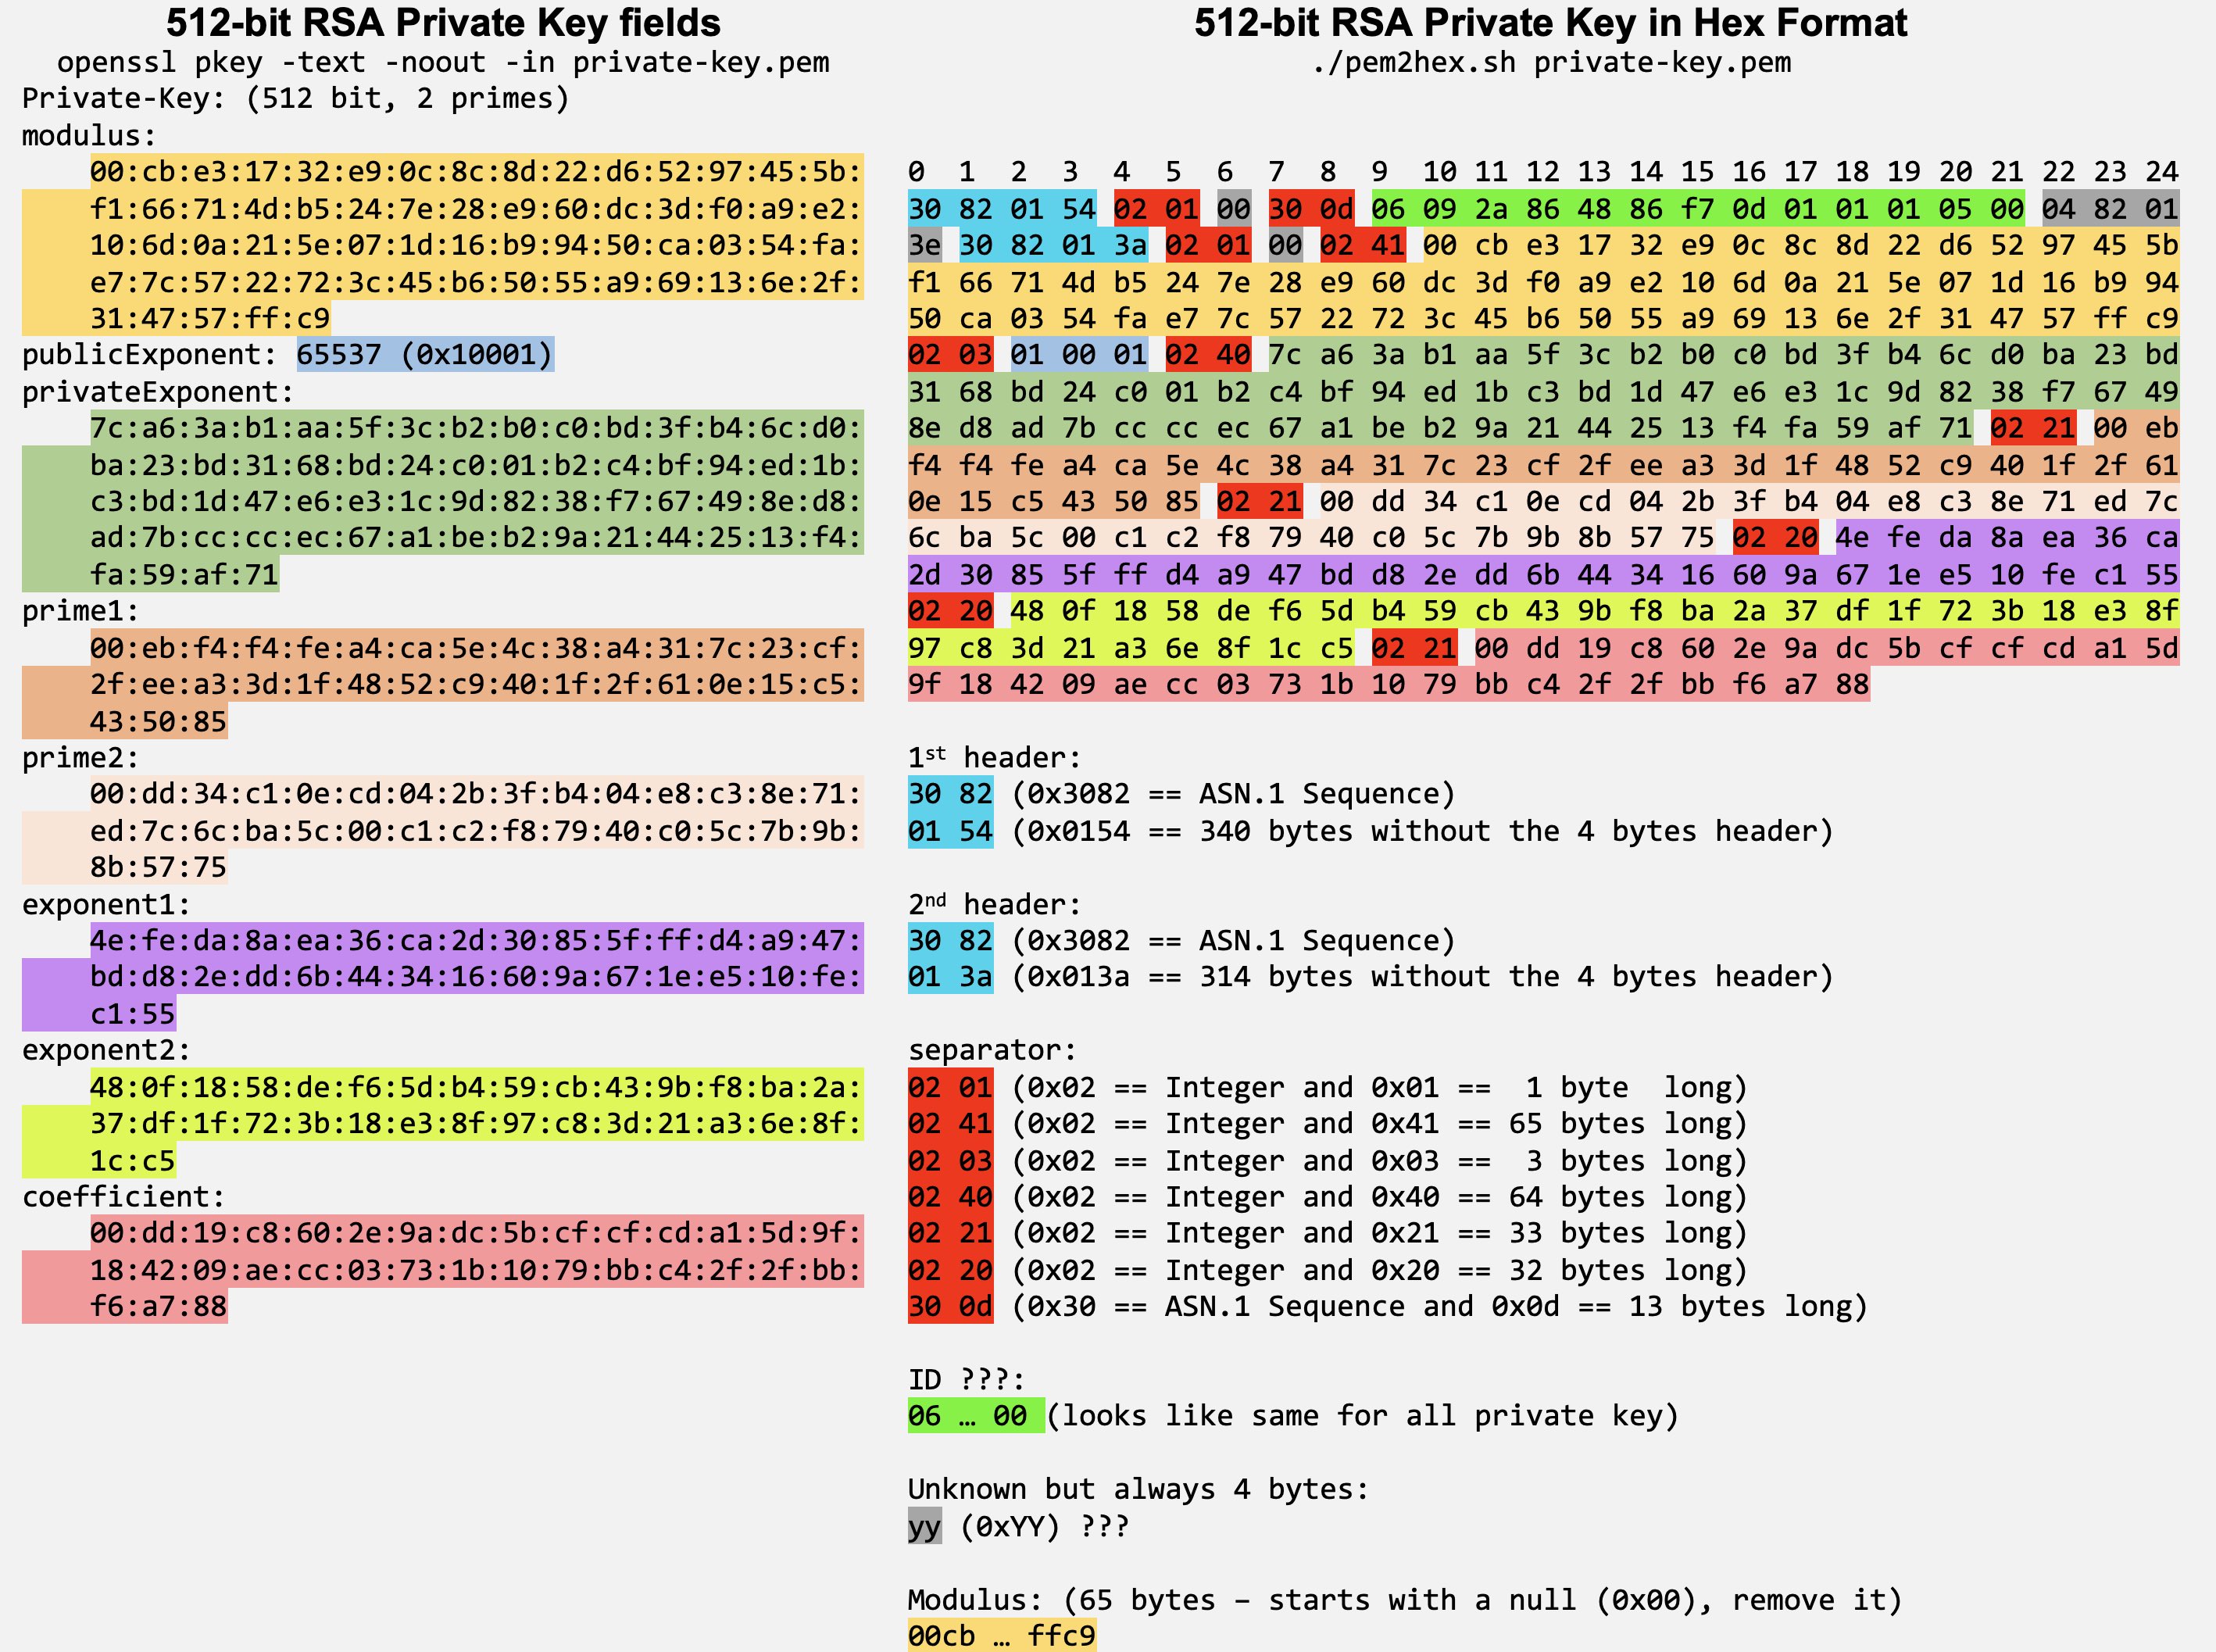 512-bit RSA Private Key fields
openssl pkey -text -noout -in private-key.pem
Private-Key: (512 bit, 2 primes)
modulus:
00:cb:e3:17:32:e9:0c:8c:8d:22:d6:52:97:45:5b:
f1:66:71:4d:b5:24:7e:28:e9:60:dc:3d:f0:a9:e2:
10:6d:0a:21:5e:07:1d:16:b9:94:50:ca:03:54:fa:
e7:7c:57:22:72:3c:45:b6:50:55:a9:69:13:6e:2f:
31:47:57:ff:c9
publicExponent: 65537 (0x10001)
privateExponent:
7c:a6:3a:b1:aa:5f:3c:b2:b0:c0:bd:3f:b4:6c:d0:
ba:23:bd:31:68:bd:24:c0:01:b2:c4:bf:94:ed:1b:
c3:bd:1d:47:e6:e3:1c:9d:82:38:f7:67:49:8e:d8:
ad:7b:cc:cc:ec:67:a1:be:b2:9a:21:44:25:13:f4:
fa:59:af:71
prime1:
00:eb:f4:f4:fe:a4:ca:5e:4c:38:a4:31:7c:23:cf:
2f:ee:a3:3d:1f:48:52:c9:40:1f:2f:61:0e:15:c5:
43:50:85
prime2:
00:dd:34:c1:0e:cd:04:2b:3f:b4:04:e8:c3:8e:71:
ed:7c:6c:ba:5c:00:c1:c2:f8:79:40:c0:5c:7b:9b:
8b:57:75
exponent1:
4e:fe:da:8a:ea:36:ca:2d:30:85:5f:ff:d4:a9:47:
bd:d8:2e:dd:6b:44:34:16:60:9a:67:1e:e5:10:fe:
c1:55
exponent2:
48:0f:18:58:de:f6:5d:b4:59:cb:43:9b:f8:ba:2a:
37:df:1f:72:3b:18:e3:8f:97:c8:3d:21:a3:6e:8f:
1c:c5
coefficient:
00:dd:19:c8:60:2e:9a:dc:5b:cf:cf:cd:a1:5d:9f:
18:42:09:ae:cc:03:73:1b:10:79:bb:c4:2f:2f:bb:
f6:a7:88
512-bit RSA Private Key in Hex Format
./pem2hex.sh private-key.pem
0 1 2 3 4 5 6 7 8 9 10 11 12 13 14 15 16 17 18 19 20 21 22 23 24
30 82 01 54 02 01 00 30 0d 06 09 2a 86 48 86 f7 0d 01 01 01 05 00 04 82 01
3e 30 82 01 3a 02 01 00 02 41 00 cb e3 17 32 e9 0c 8c 8d 22 d6 52 97 45 5b
f1 66 71 4d b5 24 7e 28 e9 60 dc 3d f0 a9 e2 10 6d 0a 21 5e 07 1d 16 b9 94
50 ca 03 54 fa e7 7c 57 22 72 3c 45 b6 50 55 a9 69 13 6e 2f 31 47 57 ff c9
02 03 01 00 01 02 40 7c a6 3a b1 aa 5f 3c b2 b0 c0 bd 3f b4 6c d0 ba 23 bd
31 68 bd 24 c0 01 b2 c4 bf 94 ed 1b c3 bd 1d 47 e6 e3 1c 9d 82 38 f7 67 49
8e d8 ad 7b cc cc ec 67 a1 be b2 9a 21 44 25 13 f4 fa 59 af 71 02 21 00 eb
f4 f4 fe a4 ca 5e 4c 38 a4 31 7c 23 cf 2f ee a3 3d 1f 48 52 c9 40 1f 2f 61
0e 15 c5 43 50 85 02 21 00 dd 34 c1 0e cd 04 2b 3f b4 04 e8 c3 8e 71 ed 7c
6c ba 5c 00 c1 c2 f8 79 40 c0 5c 7b 9b 8b 57 75 02 20 4e fe da 8a ea 36 ca
2d 30 85 5f ff d4 a9 47 bd d8 2e dd 6b 44 34 16 60 9a 67 1e e5 10 fe c1 55
02 20 48 0f 18 58 de f6 5d b4 59 cb 43 9b f8 ba 2a 37 df 1f 72 3b 18 e3 8f
97 c8 3d 21 a3 6e 8f 1c c5 02 21 00 dd 19 c8 60 2e 9a dc 5b cf cf cd a1 5d
9f 18 42 09 ae cc 03 73 1b 10 79 bb c4 2f 2f bb f6 a7 88
1st header:
30 82 (0x3082 == ASN.1 Sequence)
01 54 (0x0154 == 340 bytes without the 4 bytes header)
2nd header:
30 82 (0x3082 == ASN.1 Sequence)
01 3a (0x013a == 314 bytes without the 4 bytes header)
separator:
02 01 (0x02 == Integer and 0x01 == 1 byte long)
02 41 (0x02 == Integer and 0x41 == 65 bytes long)
02 03 (0x02 == Integer and 0x03 == 3 bytes long)
02 40 (0x02 == Integer and 0x40 == 64 bytes long)
02 21 (0x02 == Integer and 0x21 == 33 bytes long)
02 20 (0x02 == Integer and 0x20 == 32 bytes long)
30 0d (0x30 == ASN.1 Sequence and 0x0d == 13 bytes long)
ID ???:
06 … 00 (looks like same for all private key)
Unknown but always 4 bytes:
yy (0xYY) ???
Modulus: (65 bytes – starts with a null (0x00), remove it)
00cb … ffc9